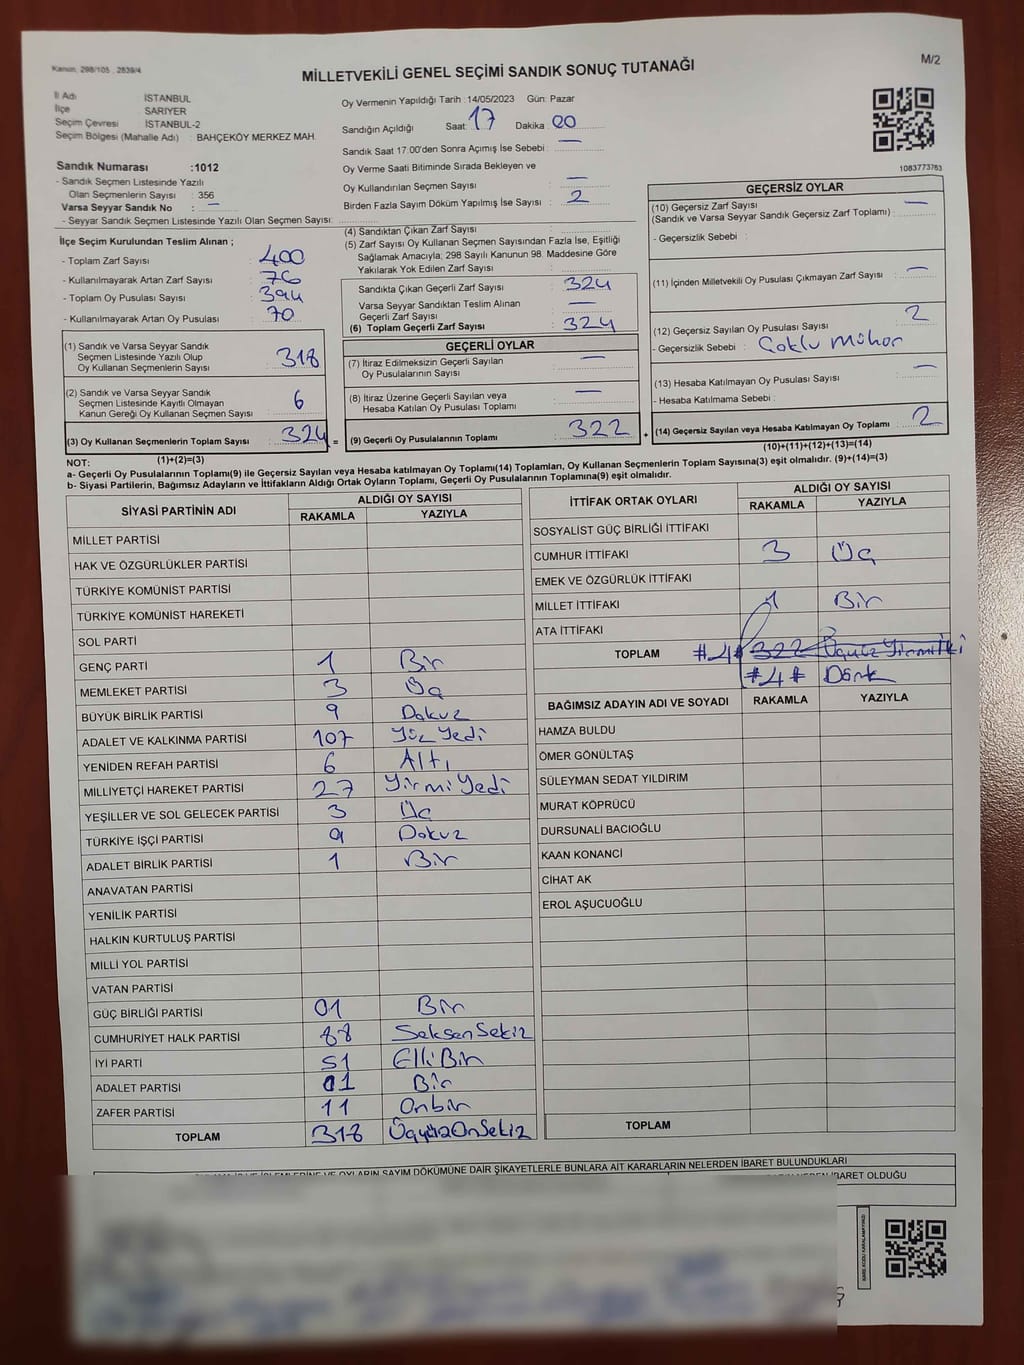 Kanun, 298/105 , 2839/4
M/2
MİLLETVEKİLİ GENEL SEÇİMİ SANDIK SONUÇ TUTANAĞI
İl Adı İSTANBUL
İlçe SARIYER
Seçim Çevresi İSTANBUL-2
Seçim Bölgesi (Mahalle Adı) : BAHÇEKÖY MERKEZ MAH.
Sandık Numarası :1012
- Sandık Seçmen Listesinde Yazılı
Olan Seçmenlerin Sayısı : 356
Varsa Seyyar Sandık No : —
- Seyyar Sandık Seçmen Listesinde Yazılı Olan Seçmen Sayısı:
Oy Vermenin Yapıldığı Tarih :14/05/2023 Gün: Pazar
Sandığın Açıldığı Saat: 17 Dakika 00
Sandık Saat 17.00'den Sonra Açımış İse Sebebi : —
Oy Verme Saati Bitiminde Sırada Bekleyen ve
Oy Kullandırılan Seçmen Sayısı : —
Birden Fazla Sayım Döküm Yapılmış İse Sayısı : 2
1083773763
İlçe Seçim Kurulundan Teslim Alınan ;
- Toplam Zarf Sayısı : 400
- Kullanılmayarak Artan Zarf Sayısı : 76
- Toplam Oy Pusulası Sayısı : 394
- Kullanılmayarak Artan Oy Pusulası : 70
(1) Sandık ve Varsa Seyyar Sandık
Seçmen Listesinde Yazılı Olup
Oy Kullanan Seçmenlerin Sayısı 318
(2) Sandık ve Varsa Seyyar Sandık
Seçmen Listesinde Kayıtlı Olmayan
Kanun Gereği Oy Kullanan Seçmen Sayısı : 6
(3) Oy Kullanan Seçmenlerin Toplam Sayısı : 324 =
(1)+(2)=(3)
(4) Sandıktan Çıkan Zarf Sayısı :
(5) Zarf Sayısı Oy Kullanan Seçmen Sayısından Fazla İse, Eşitliği
Sağlamak Amacıyla; 298 Sayılı Kanunun 98. Maddesine Göre
Yakılarak Yok Edilen Zarf Sayısı :
Sandıkta Çıkan Geçerli Zarf Sayısı : 324
Varsa Seyyar Sandıktan Teslim Alınan
Geçerli Zarf Sayısı : —
(6) Toplam Geçerli Zarf Sayısı : 324
GEÇERLİ OYLAR
(7) İtiraz Edilmeksizin Geçerli Sayılan
Oy Pusulalarının Sayısı : —
(8) İtiraz Üzerine Geçerli Sayılan veya
Hesaba Katılan Oy Pusulası Toplamı : —
(9) Geçerli Oy Pusulalarının Toplamı : 322 +
GEÇERSİZ OYLAR
(10) Geçersiz Zarf Sayısı : —
(Sandık ve Varsa Seyyar Sandık Geçersiz Zarf Toplamı)
- Geçersizlik Sebebi :
(11) İçinden Milletvekili Oy Pusulası Çıkmayan Zarf Sayısı : —
(12) Geçersiz Sayılan Oy Pusulası Sayısı : 2
- Geçersizlik Sebebi : Çoklu Mühür
(13) Hesaba Katılmayan Oy Pusulası Sayısı : —
- Hesaba Katılmama Sebebi :
(14) Geçersiz Sayılan veya Hesaba Katılmayan Oy Toplamı : 2
(10)+(11)+(12)+(13)=(14)
NOT:
a- Geçerli Oy Pusulalarının Toplamı(9) ile Geçersiz Sayılan veya Hesaba katılmayan Oy Toplamı(14) Toplamları, Oy Kullanan Seçmenlerin Toplam Sayısına(3) eşit olmalıdır. (9)+(14)=(3)
b- Siyasi Partilerin, Bağımsız Adayların ve İttifakların Aldığı Ortak Oyların Toplamı, Geçerli Oy Pusulalarının Toplamına(9) eşit olmalıdır.
SİYASİ PARTİNİN ADI ALDIĞI OY SAYISI
RAKAMLA YAZIYLA
MİLLET PARTİSİ
HAK VE ÖZGÜRLÜKLER PARTİSİ
TÜRKİYE KOMÜNİST PARTİSİ
TÜRKİYE KOMÜNİST HAREKETİ
SOL PARTİ
GENÇ PARTİ 1 Bir
MEMLEKET PARTİSİ 3 Üç
BÜYÜK BİRLİK PARTİSİ 9 Dokuz
ADALET VE KALKINMA PARTİSİ 107 Yüz Yedi
YENİDEN REFAH PARTİSİ 6 Altı
MİLLİYETÇİ HAREKET PARTİSİ 27 Yirmi Yedi
YEŞİLLER VE SOL GELECEK PARTİSİ 3 Üç
TÜRKİYE İŞÇİ PARTİSİ 9 Dokuz
ADALET BİRLİK PARTİSİ 1 Bir
ANAVATAN PARTİSİ
YENİLİK PARTİSİ
HALKIN KURTULUŞ PARTİSİ
MİLLİ YOL PARTİSİ
VATAN PARTİSİ
GÜÇ BİRLİĞİ PARTİSİ 01 Bir
CUMHURİYET HALK PARTİSİ 88 Seksen Sekiz
İYİ PARTİ 51 Elli Bir
ADALET PARTİSİ 01 Bir
ZAFER PARTİSİ 11 Onbir
TOPLAM 318 Üçyüz On Sekiz
İTTİFAK ORTAK OYLARI ALDIĞI OY SAYISI
RAKAMLA YAZIYLA
SOSYALİST GÜÇ BİRLİĞİ İTTİFAKI
CUMHUR İTTİFAKI 3 Üç
EMEK VE ÖZGÜRLÜK İTTİFAKI
MİLLET İTTİFAKI 1 Bir
ATA İTTİFAKI
TOPLAM #4# 322 Üçyüz Yirmi İki
#4# Dört
BAĞIMSIZ ADAYIN ADI VE SOYADI RAKAMLA YAZIYLA
HAMZA BULDU
ÖMER GÖNÜLTAŞ
SÜLEYMAN SEDAT YILDIRIM
MURAT KÖPRÜCÜ
DURSUNALİ BACIOĞLU
KAAN KONANCİ
CİHAT AK
EROL AŞUCUOĞLU
TOPLAM
İŞLEMLERİNE VE OYLARIN SAYIM DÖKÜMÜNE DAİR ŞİKAYETLERLE BUNLARA AİT KARARLARIN NELERDEN İBARET BULUNDUKLARI
İBARET OLDUĞU
KARE KODU KARALAMAYINIZ!